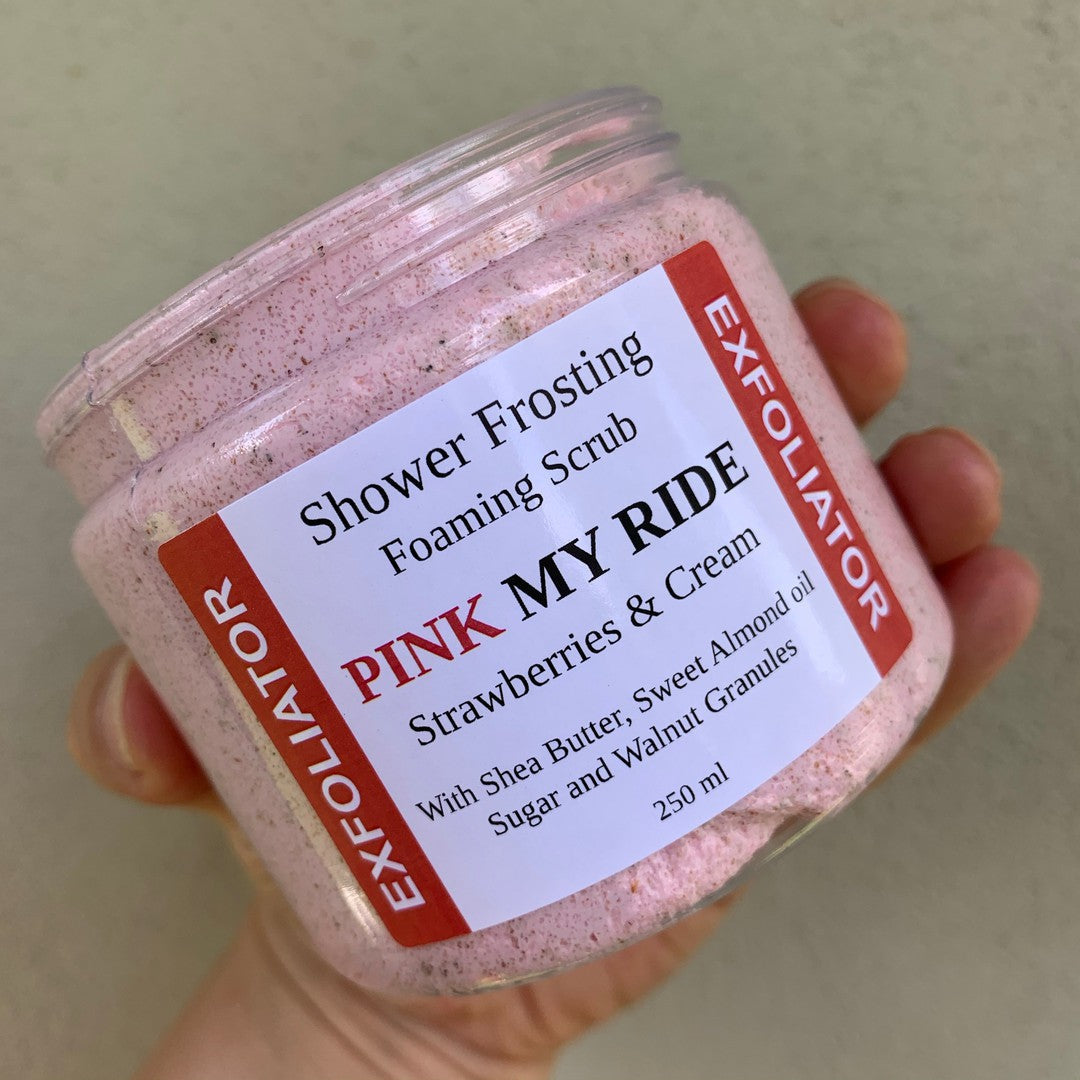 Shower Frosting
Foaming Scrub
PINK MY RIDE
Strawberries & Cream
With Shea Butter, Sweet Almond oil
Sugar and Walnut Granules
250 ml
EXFOLIATOR
EXFOLIATOR